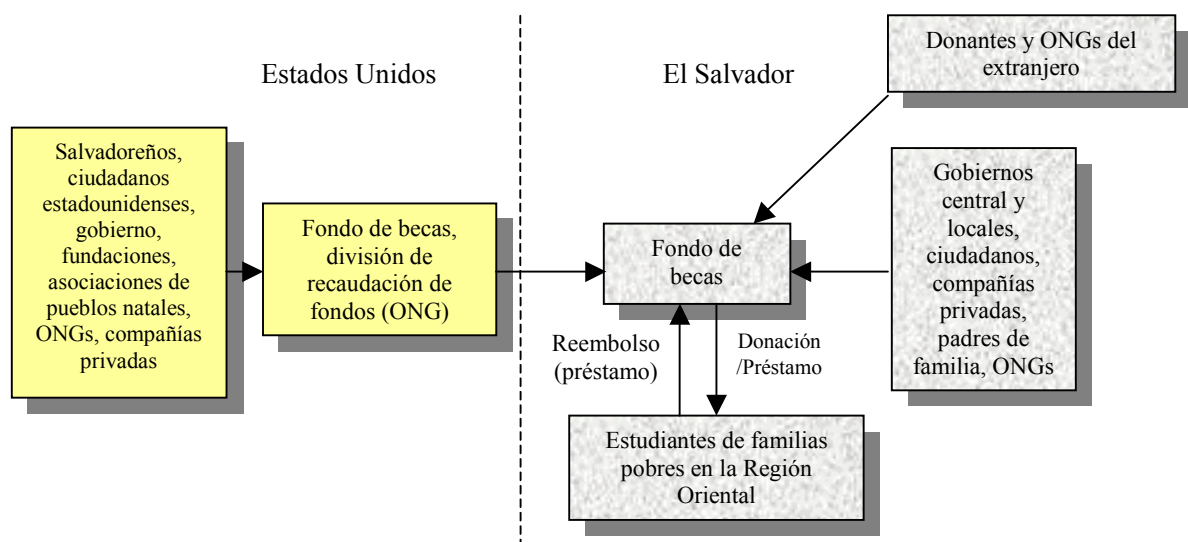 Estados Unidos
El Salvador
Donantes y ONGs del
extranjero
Salvadoreños,
ciudadanos
estadounidenses,
gobierno,
fundaciones,
asociaciones de
pueblos natales,
ONGs, compañías
privadas
Fondo de becas,
división de
recaudación de
fondos (ONG)
Fondo de
becas
Gobiernos
central y
locales,
ciudadanos,
compañías
privadas,
padres de
familia, ONGs
Reembolso
(préstamo)
Donación
/Préstamo
Estudiantes de familias
pobres en la Región
Oriental